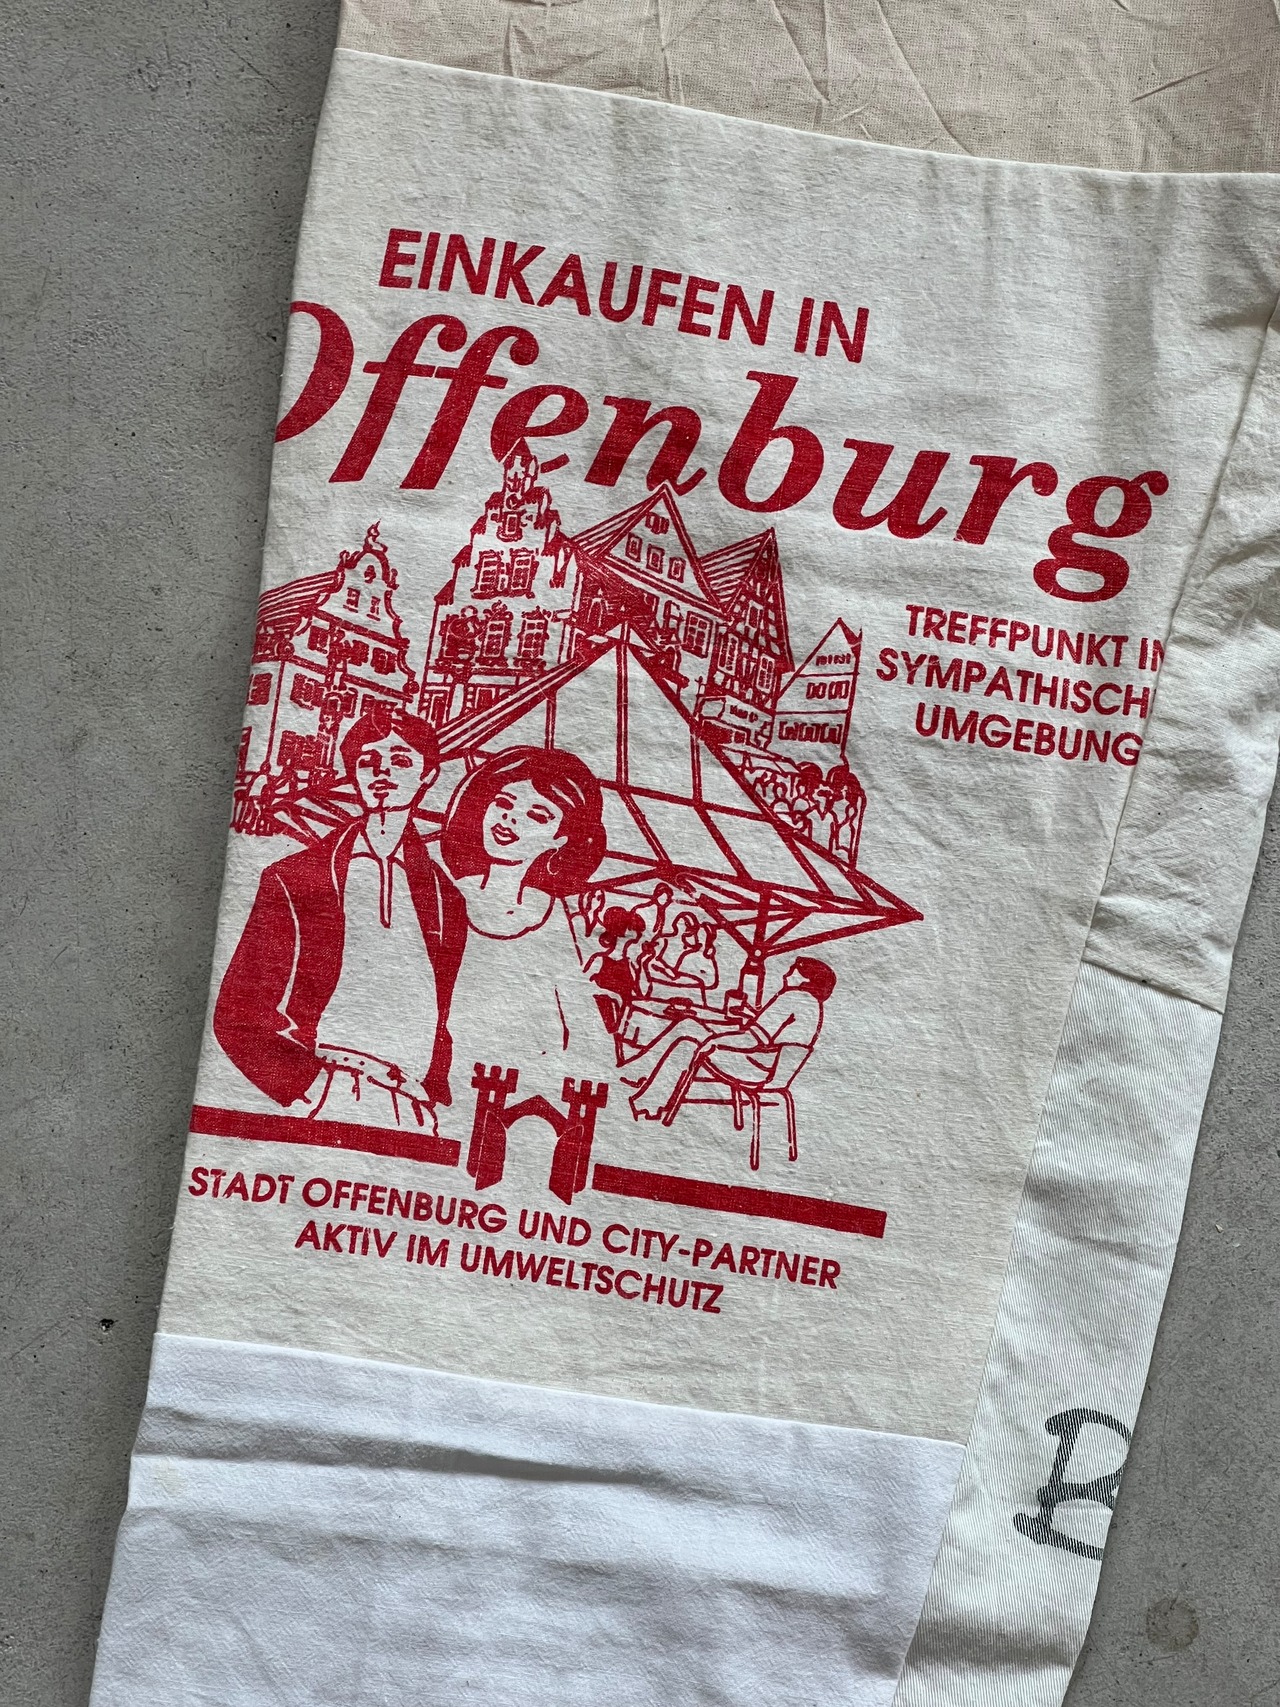 EINKAUFEN IN
Offenburg
TREFFPUNKT IN
SYMPATHISCH
UMGEBUNG
STADT OFFENBURG UND CITY-PARTNER
AKTIV IM UMWELTSCHUTZ
B